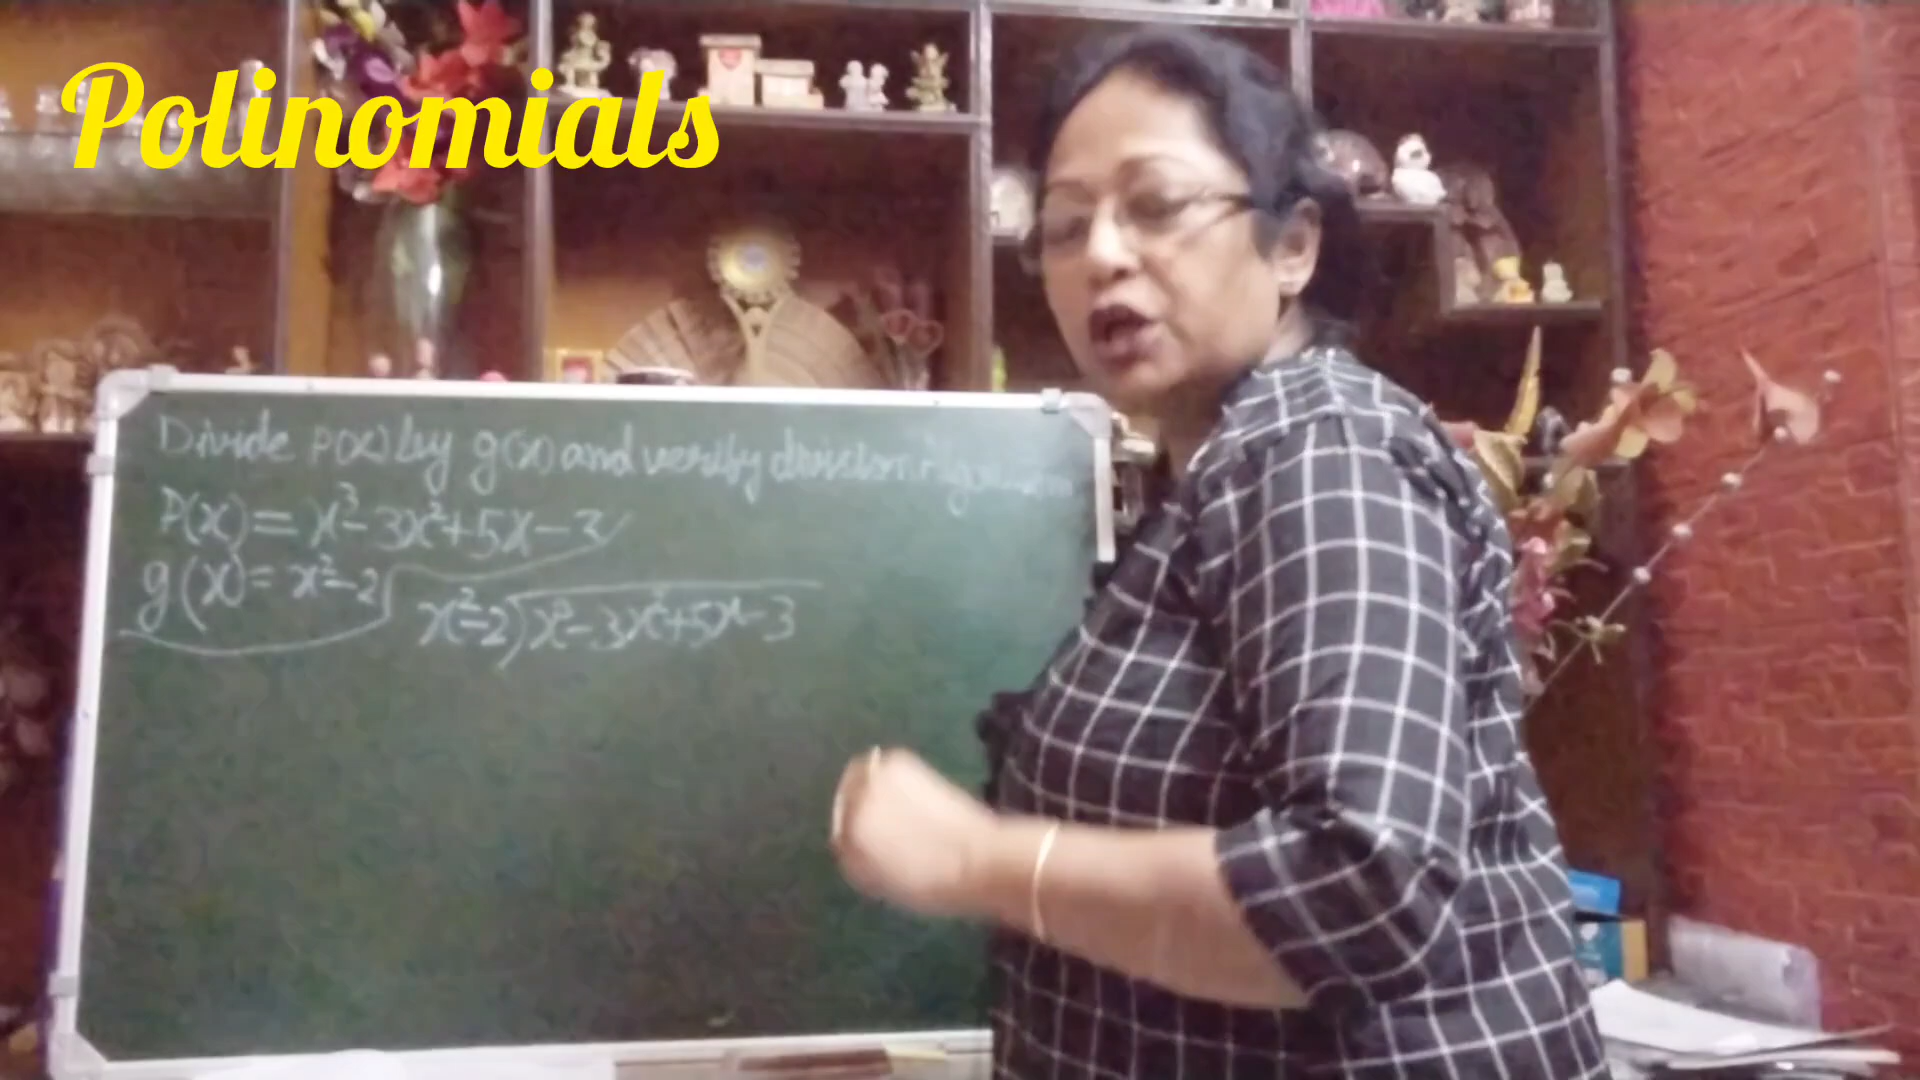 Polinomials
Divide P(x) by g(x) and verify division
P(x) = x³ - 3x² + 5x - 3
g(x) = x² - 2
x² - 2) x³ - 3x² + 5x - 3